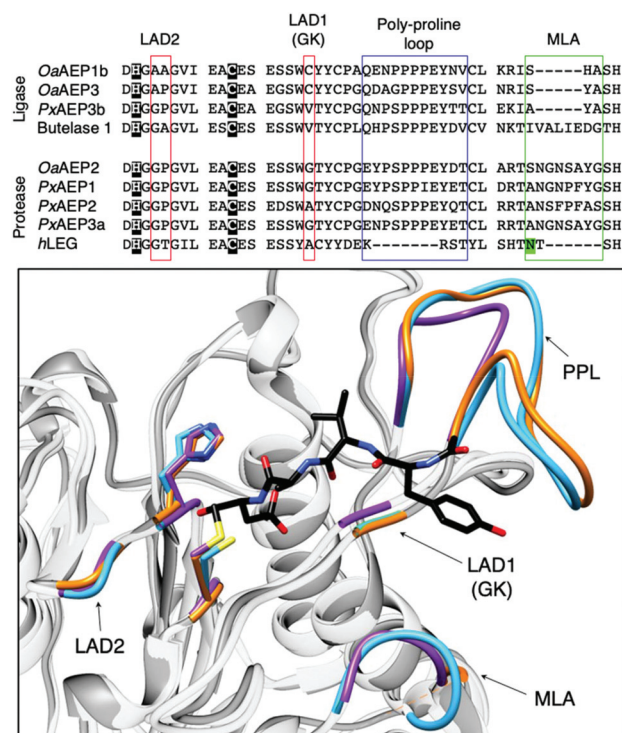 LAD2 LAD1 (GK) Poly-proline loop MLA
Ligase
OaAEP1b DHGAAGVI EACES ESSWCYYCPAQENPPPPEYNVCL KRIS-----HASH
OaAEP3 DHGAPGVI EACEA EGSWCYYCPGQDAGPPPEYSVCL RRIS-----YASH
PxAEP3b DHGGPGVL EACEA EGSWVTYCPGQNPSPPPEYTTCL KRIA-----YASH
Butelase 1 DHGGAGVL ESCES ESSWVTYCPLQHPSPPPEYDVCV NKTIVALIEDGTH
Protease
OaAEP2 DHGGPGVL EACES ESSWGTYCPGEYPSPPPEYDTCL ARTSNGNSAYGSH
PxAEP1 DHGGPGVL EACES ESSWGTYCPGQYPSPPIEYETCL DRTANGNPFYGSH
PxAEP2 DHGGPGVL EACES EDSWATYCPGDNQSPPPEYQTCL RRTANSFPFASSH
PxAEP3a DHGGPGVL EACES ESSWGTYCPGENPSPPPEYETCL RRTANGNSAYGSH
hLEG DHGGTGIL EACES ESSYACYYDEK-------RSTYL SHTNT------SH
PPL
LAD1
(GK)
LAD2
MLA